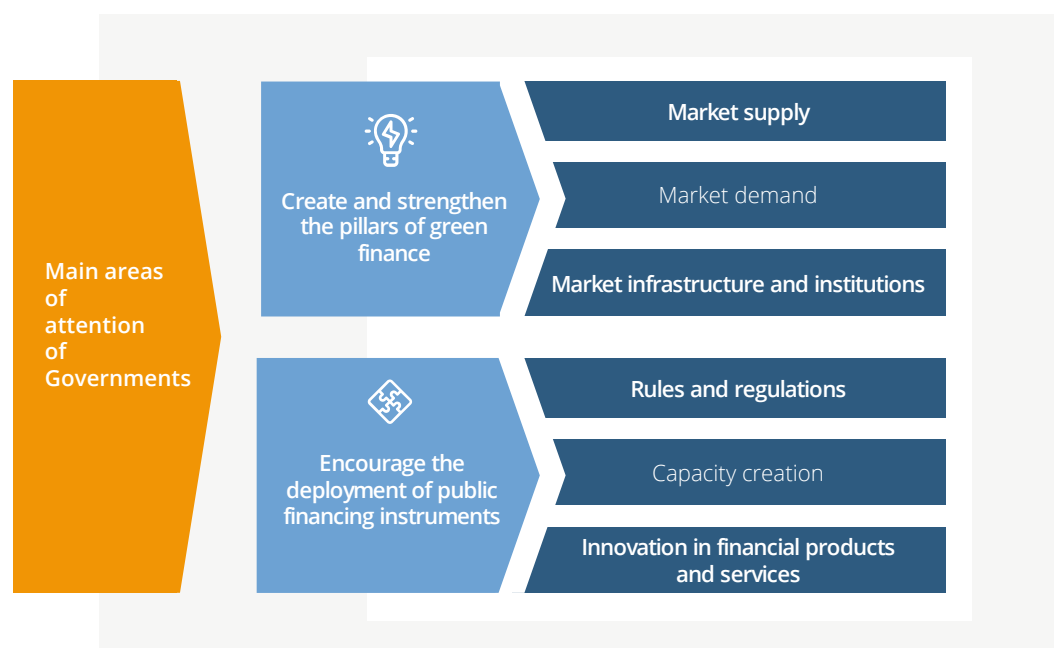 Main areas
of
attention
of
Governments
Create and strengthen
the pillars of green
finance
Market supply
Market demand
Market infrastructure and institutions
Encourage the
deployment of public
financing instruments
Rules and regulations
Capacity creation
Innovation in financial products
and services